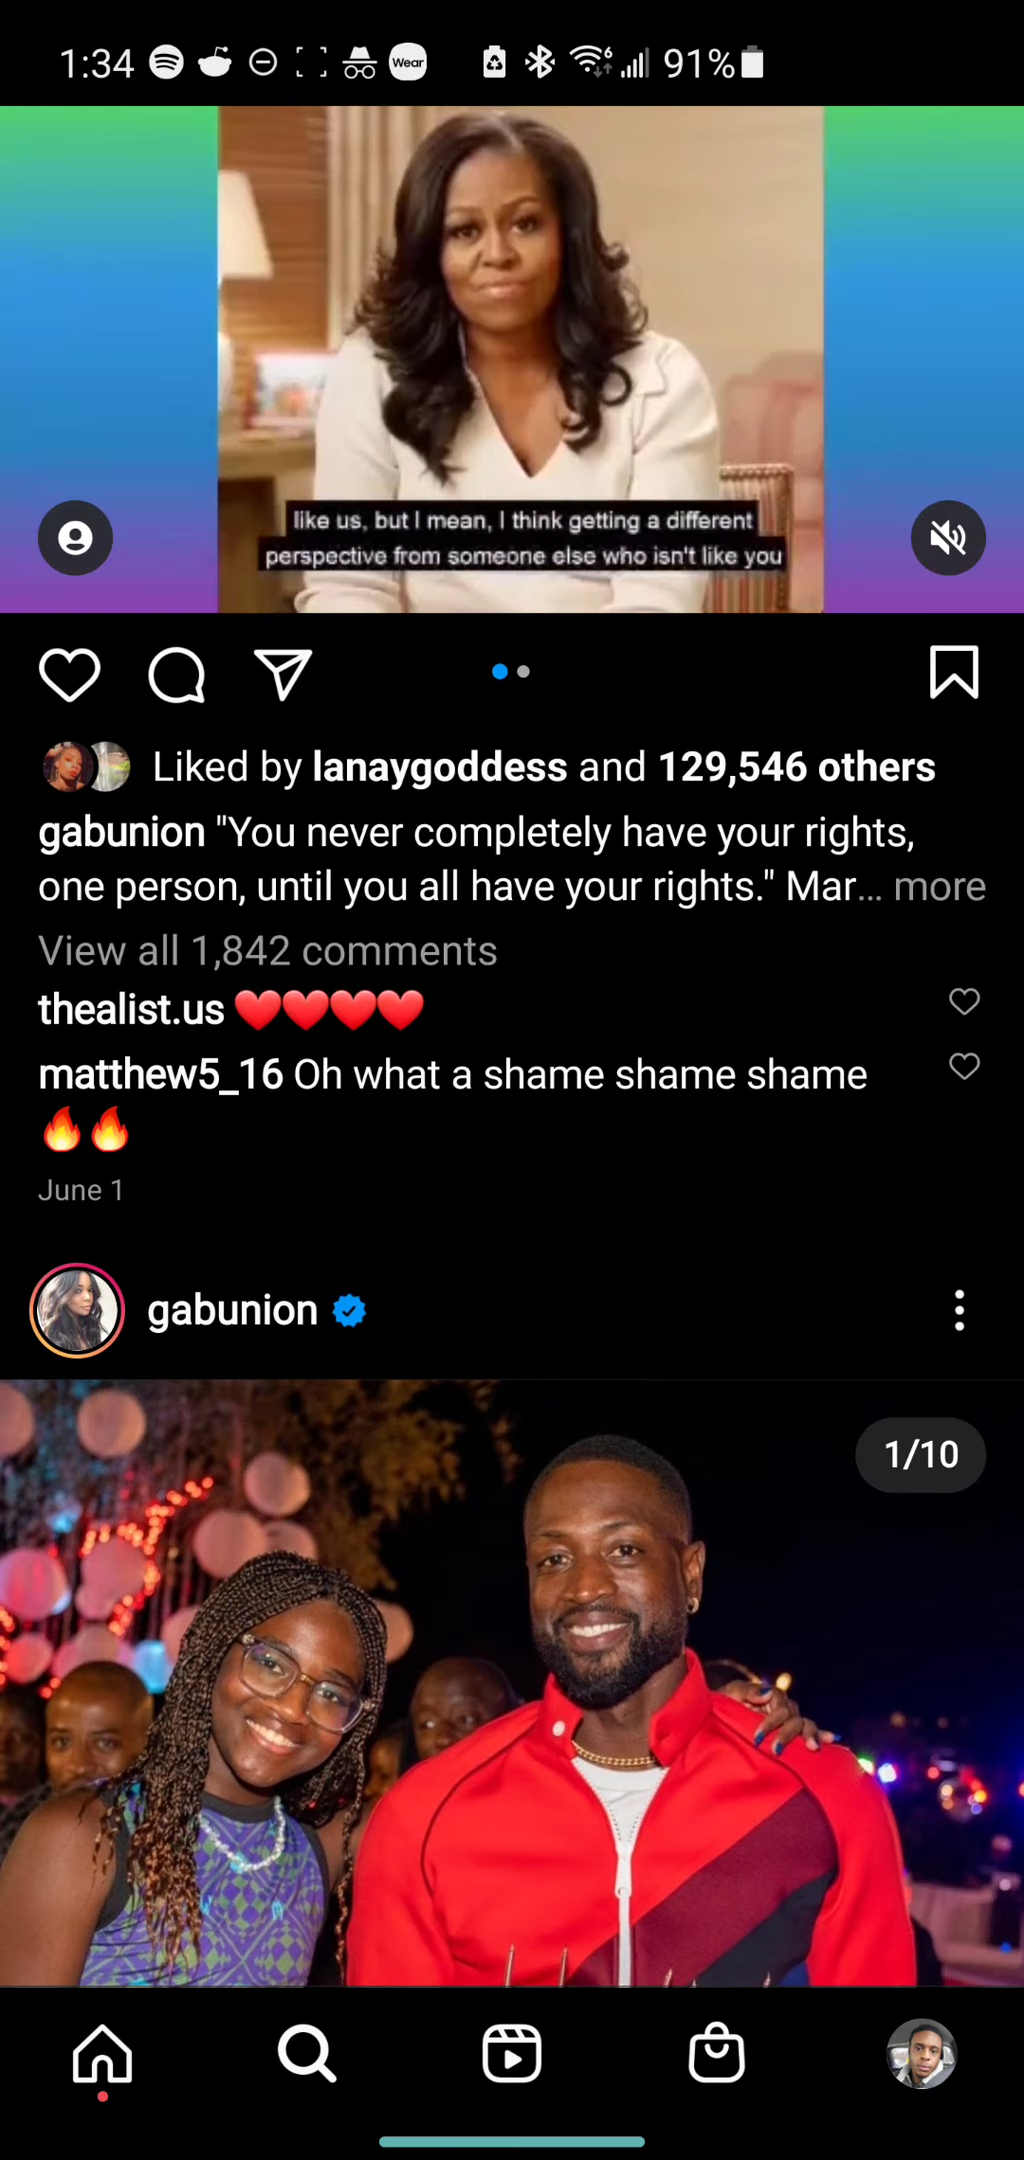 1:34 Wear 6 91%
like us, but I mean, I think getting a different
perspective from someone else who isn't like you
Liked by lanaygoddess and 129,546 others
gabunion "You never completely have your rights,
one person, until you all have your rights." Mar... more
View all 1,842 comments
thealist.us ❤️❤️❤️❤️
matthew5_16 Oh what a shame shame shame
🔥🔥
June 1
gabunion
1/10